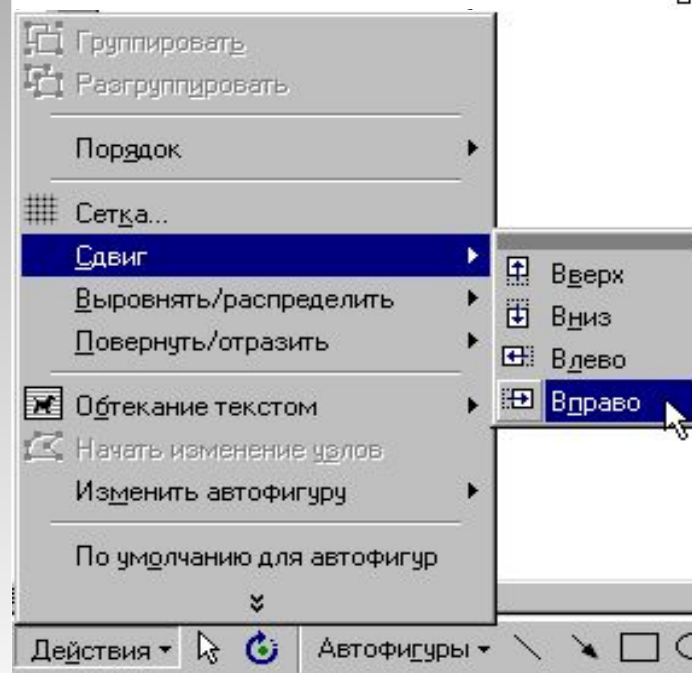 Группировать
Разгруппировать
Порядок
Сетка...
Сдвиг
Выровнять/распределить
Повернуть/отразить
Обтекание текстом
Начать изменение узлов
Изменить автофигуру
По умолчанию для автофигур
Вверх
Вниз
Влево
Вправо
Действия
Автофигуры